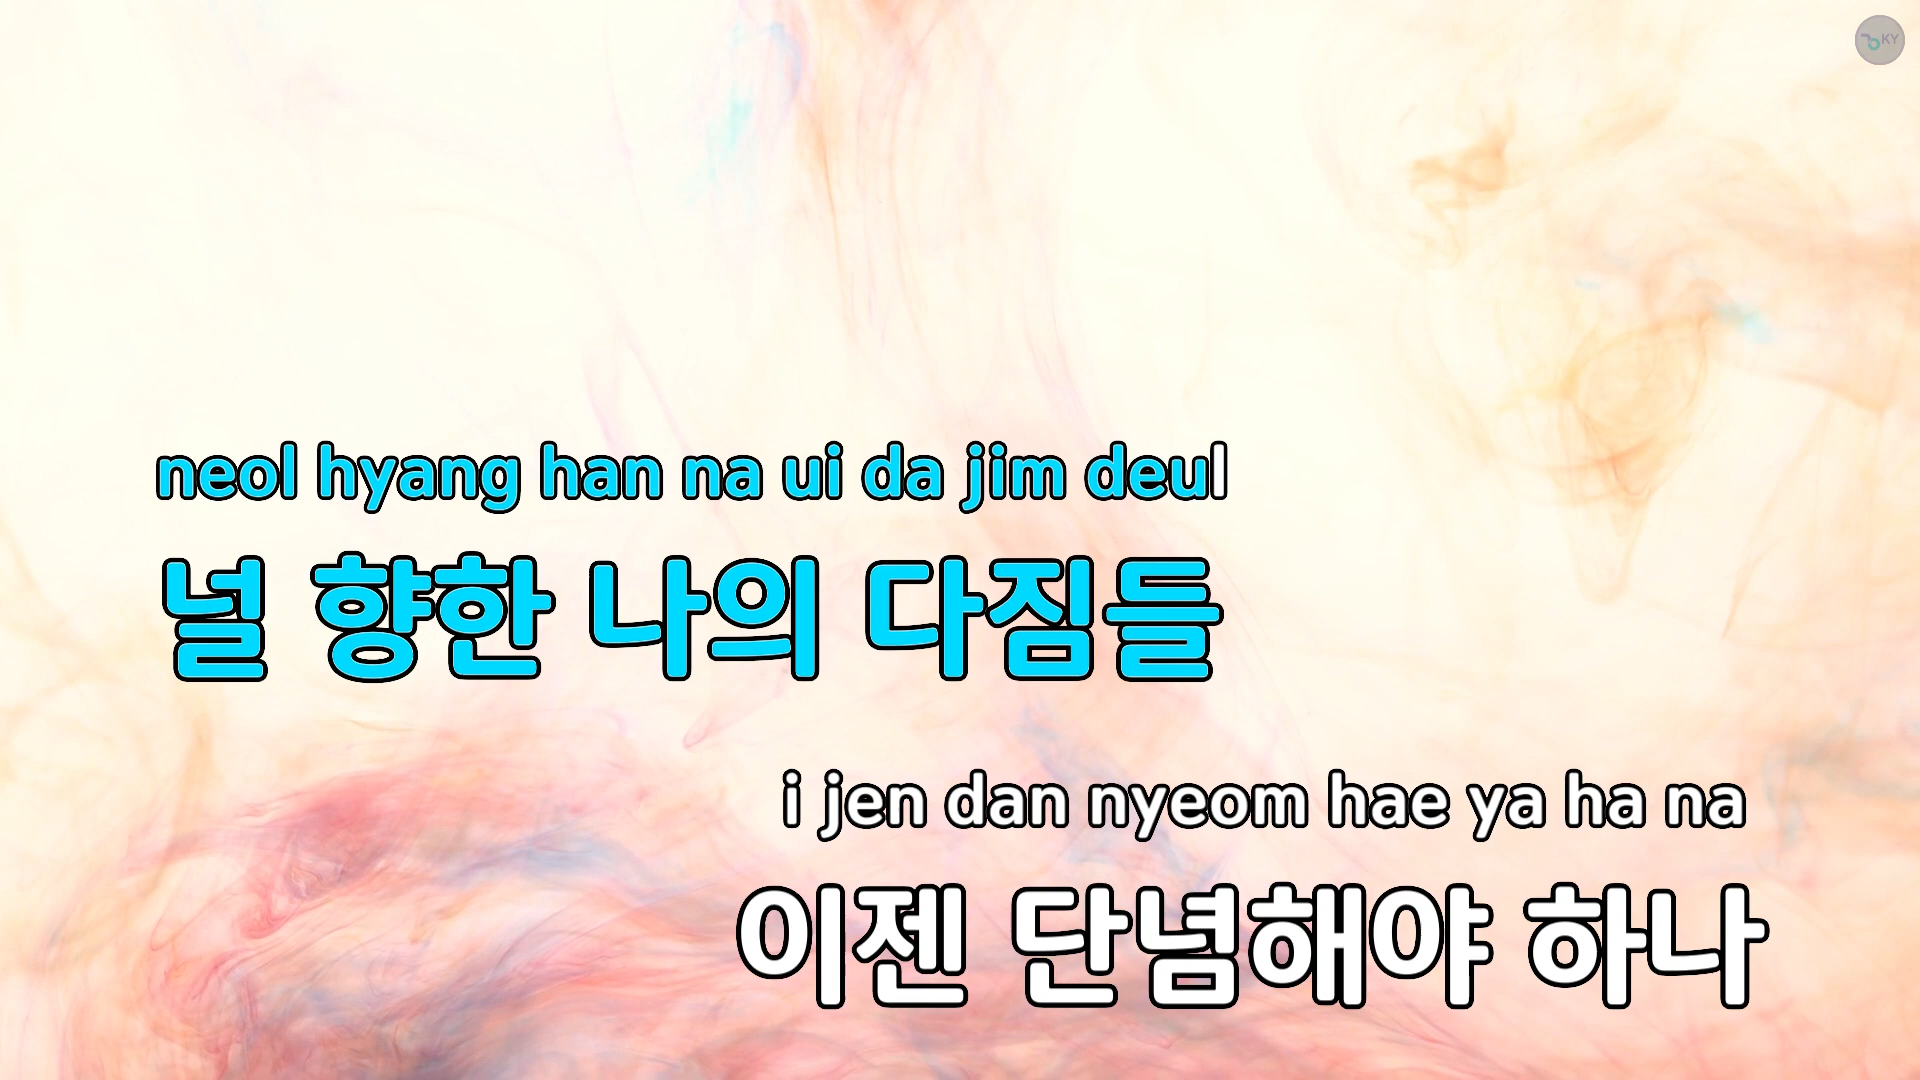 KY
neol hyang han na ui da jim deul
널 향한 나의 다짐들
i jen dan nyeom hae ya ha na
이젠 단념해야 하나